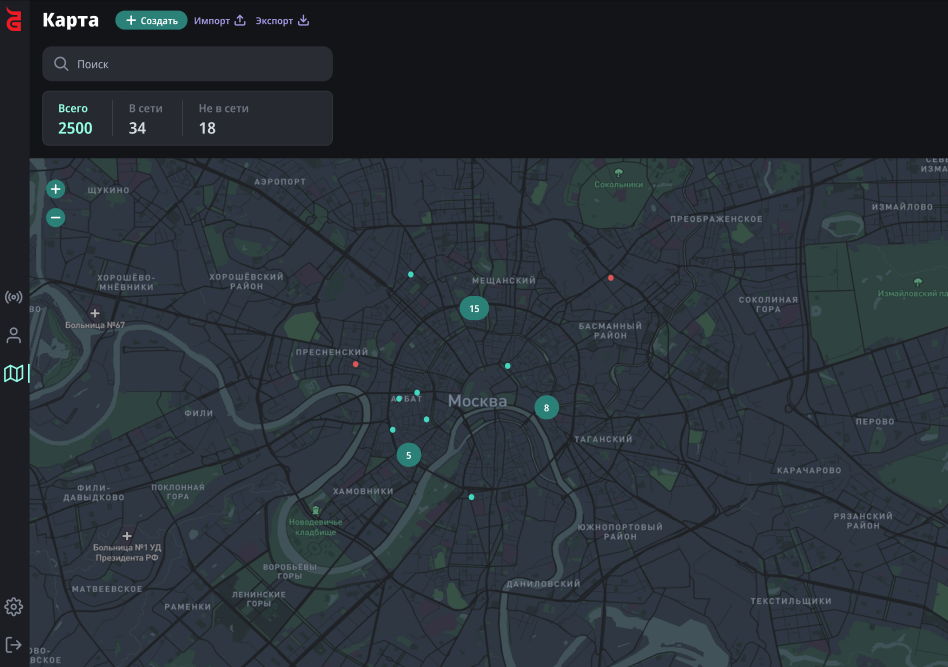 Карта
Создать
Импорт
Экспорт
Поиск
Всего
В сети
Не в сети
2500
34
18
АЭРОПОРТ
ЩУКИНО
Сокольники
ИЗМАЙЛОВО
ПРЕОБРАЖЕНСКОЕ
ХОРОШЁВО-
МНЁВНИКИ
ХОРОШЁВСКИЙ
РАЙОН
МЕЩАНСКИЙ
Измайловский па
СОКОЛИНАЯ
ГОРА
15
Больница №67
БАСМАННЫЙ
РАЙОН
ПРЕСНЕНСКИЙ
Москва
8
ФИЛИ
ПЕРОВО
ТАГАНСКИЙ
5
КАРАЧАРОВО
ФИЛИ-
ДАВЫДКОВО
ПОКЛОННАЯ
ГОРА
ХАМОВНИКИ
Новодевичье
кладбище
РЯЗАНСКИЙ
РАЙОН
ЮЖНОПОРТОВЫЙ
РАЙОН
Больница №1 УД
Президента РФ
ВОРОБЬЁВЫ
ГОРЫ
ДАНИЛОВСКИЙ
МАТВЕЕВСКОЕ
ЛЕНИНСКИЕ
ГОРЫ
РАМЕНКИ
ТЕКСТИЛЬЩИКИ